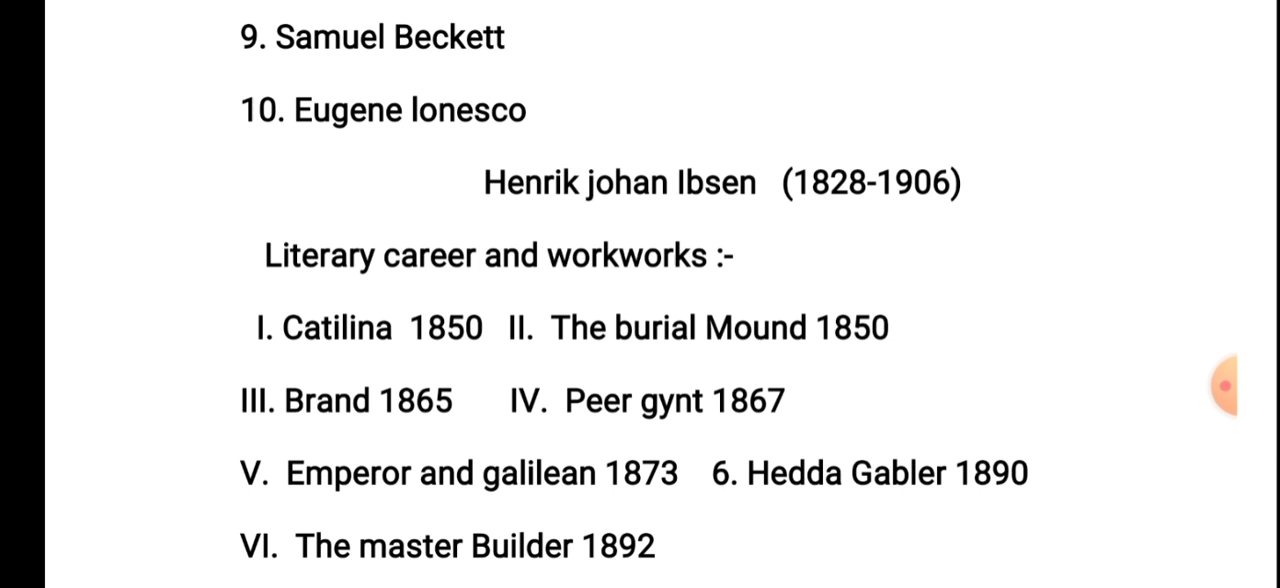 9. Samuel Beckett
10. Eugene lonesco
Henrik johan Ibsen (1828-1906)
Literary career and workworks :-
I. Catilina 1850 II. The burial Mound 1850
III. Brand 1865 IV. Peer gynt 1867
V. Emperor and galilean 1873 6. Hedda Gabler 1890
VI. The master Builder 1892